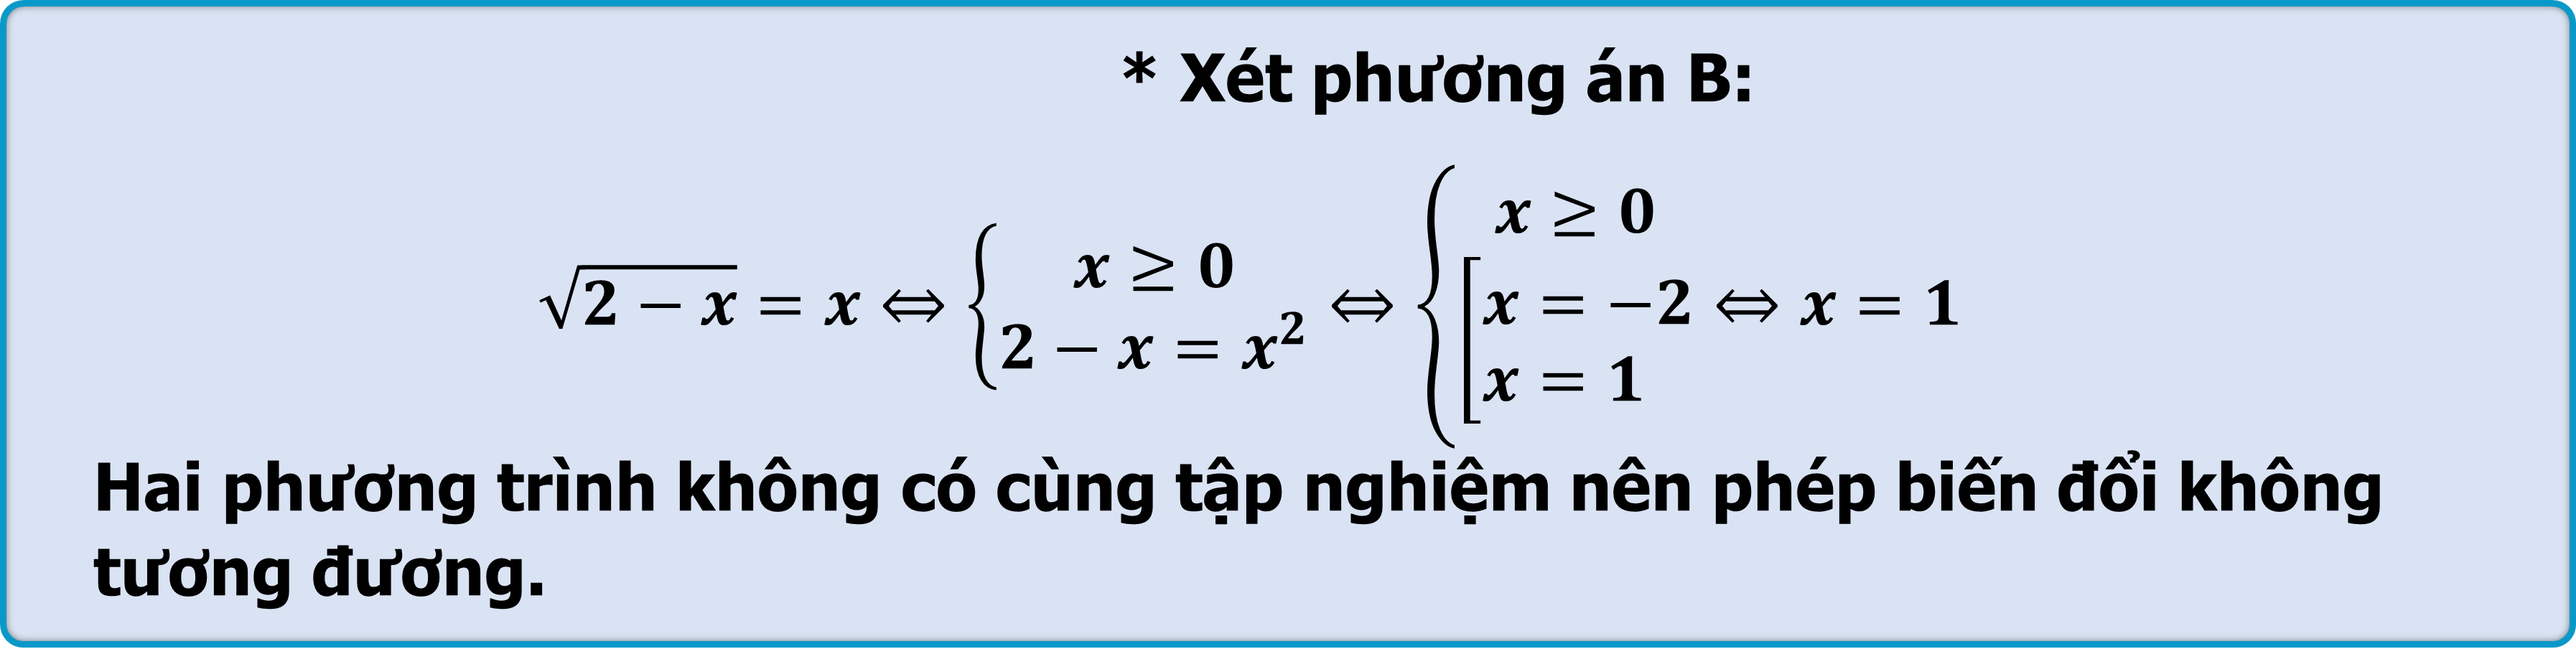 * Xét phương án B:
√(2 − x) = x ⇔ { x ≥ 0 ; 2 − x = x² ⇔ { x ≥ 0 ; [ x = −2 ; x = 1 ⇔ x = 1
Hai phương trình không có cùng tập nghiệm nên phép biến đổi không
tương đương.